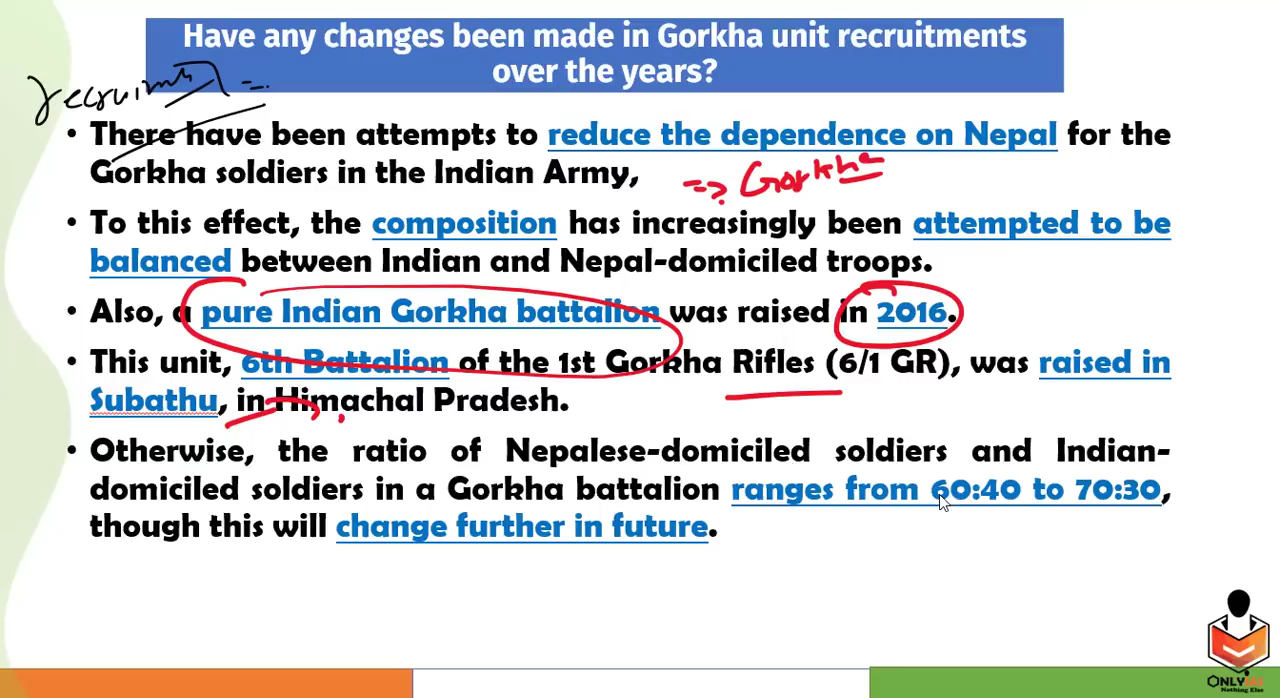 Have any changes been made in Gorkha unit recruitments
over the years?
recruitment
• There have been attempts to reduce the dependence on Nepal for the
Gorkha soldiers in the Indian Army,
=> Gorkha
• To this effect, the composition has increasingly been attempted to be
balanced between Indian and Nepal-domiciled troops.
• Also, a pure Indian Gorkha battalion was raised in 2016.
• This unit, 6th Battalion of the 1st Gorkha Rifles (6/1 GR), was raised in
Subathu, in Himachal Pradesh.
• Otherwise, the ratio of Nepalese-domiciled soldiers and Indian-
domiciled soldiers in a Gorkha battalion ranges from 60:40 to 70:30,
though this will change further in future.
ONLYIAS
Nothing Else